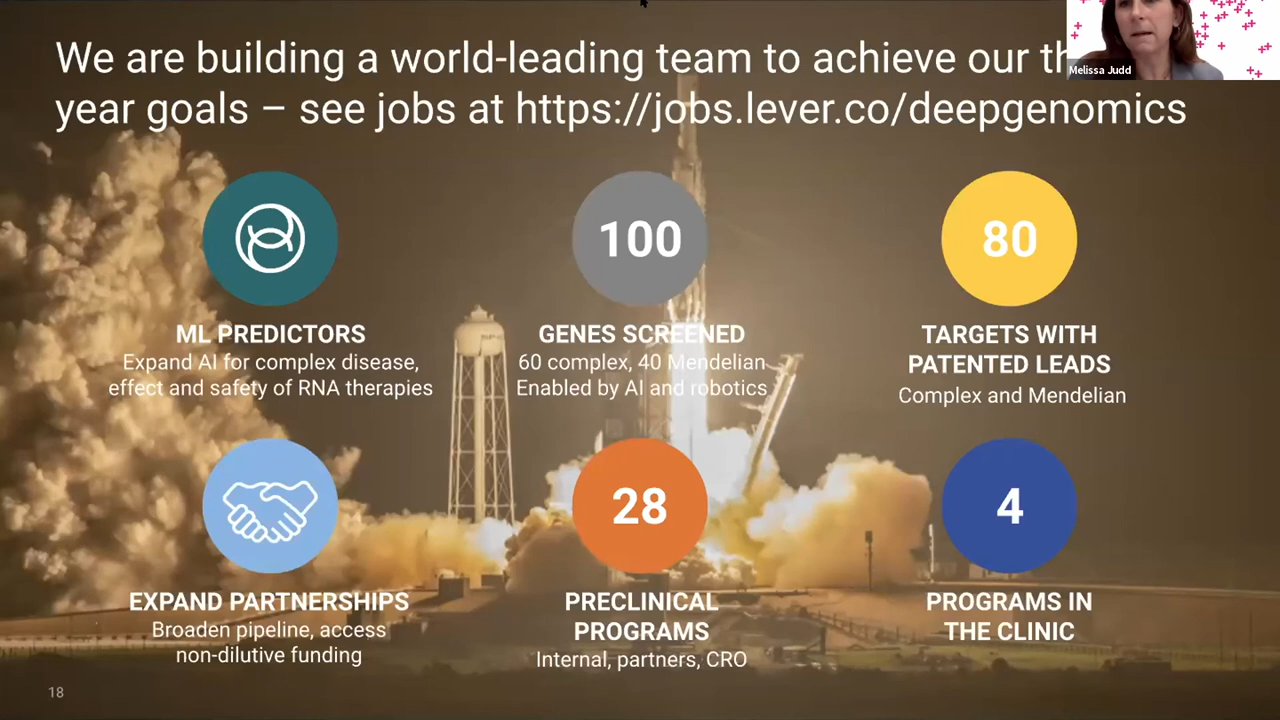 We are building a world-leading team to achieve our
year goals – see jobs at https://jobs.lever.co/deepgenomics
Melissa Judd
100
80
ML PREDICTORS
Expand AI for complex disease,
effect and safety of RNA therapies
GENES SCREENED
60 complex, 40 Mendelian
Enabled by AI and robotics
TARGETS WITH
PATENTED LEADS
Complex and Mendelian
28
4
EXPAND PARTNERSHIPS
Broaden pipeline, access
non-dilutive funding
PRECLINICAL
PROGRAMS
Internal, partners, CRO
PROGRAMS IN
THE CLINIC
18